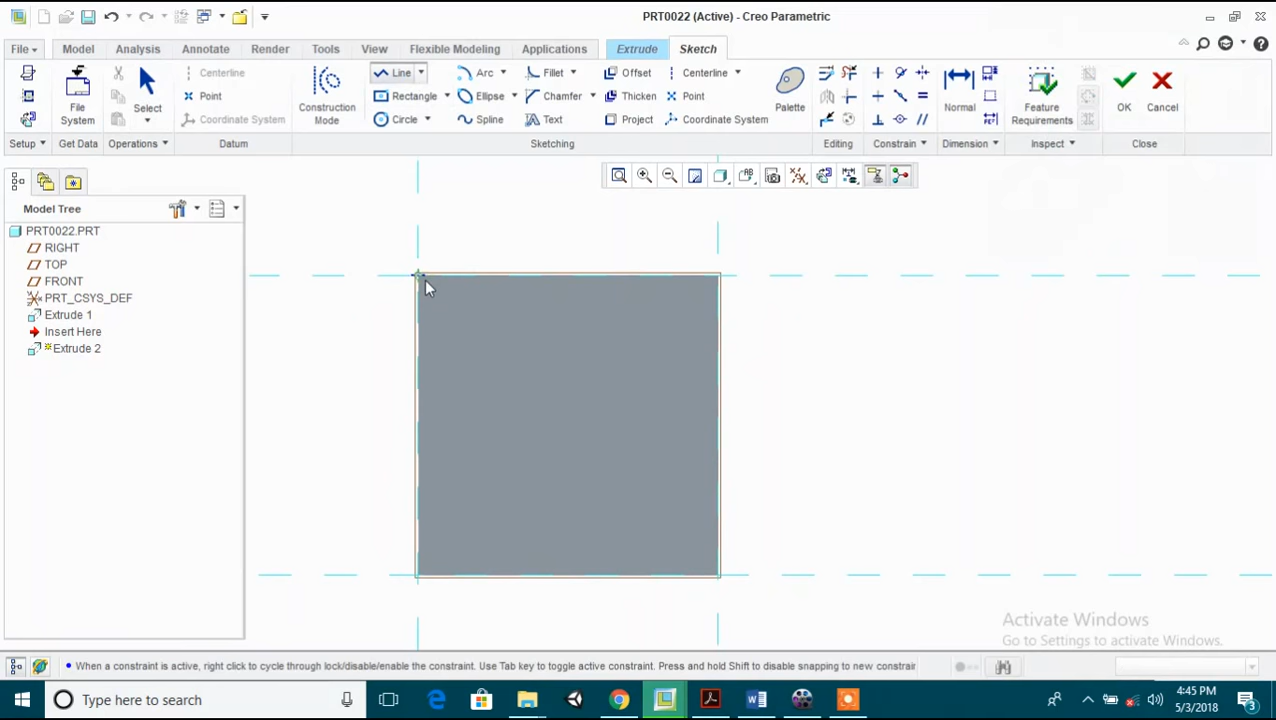 PRT0022 (Active) - Creo Parametric
File Model Analysis Annotate Render Tools View Flexible Modeling Applications Extrude Sketch
Centerline Line Arc Fillet Offset Centerline
Point Rectangle Ellipse Chamfer Thicken Point
Coordinate System Circle Spline Text Project Coordinate System
File System Select Construction Mode Palette Normal Feature Requirements OK Cancel
Setup Get Data Operations Datum Sketching Editing Constrain Dimension Inspect Close
Model Tree
PRT0022.PRT
RIGHT
TOP
FRONT
PRT_CSYS_DEF
Extrude 1
Insert Here
Extrude 2
Activate Windows
Go to Settings to activate Windows.
• When a constraint is active, right click to cycle through lock/disable/enable the constraint. Use Tab key to toggle active constraint. Press and hold Shift to disable snapping to new constrair
Type here to search
4:45 PM
5/3/2018
3